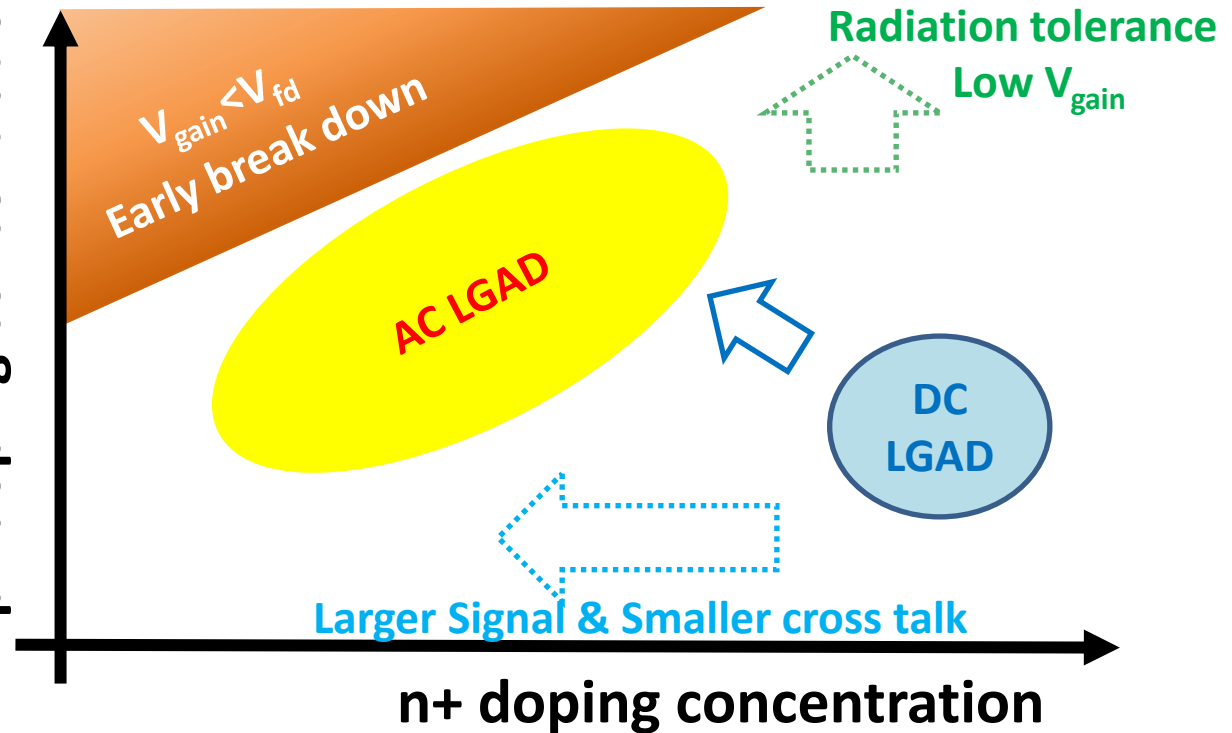 Radiation tolerance
Low Vgain
Vgain<Vfd
Early break down
AC LGAD
DC
LGAD
Larger Signal & Smaller cross talk
n+ doping concentration